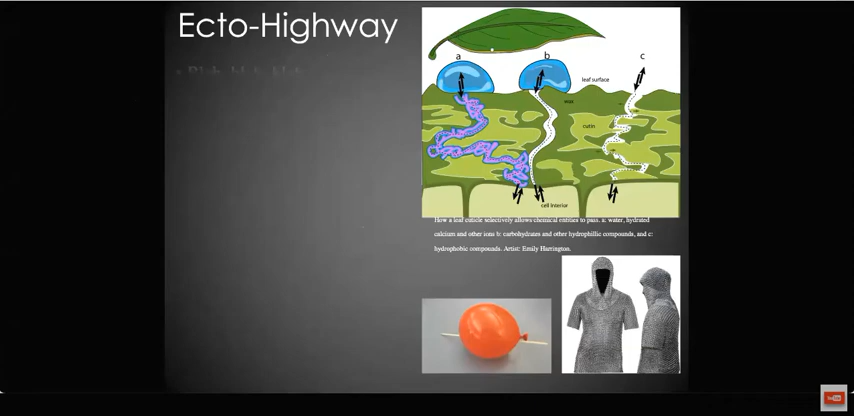 Ecto-Highway
a
b
c
leaf surface
wax
cutin
cell interior
How a leaf cuticle selectively allows chemical entities to pass. a: water, hydrated
calcium and other ions b: carbohydrates and other hydrophillic compounds, and c:
hydrophobic compounds. Artist: Emily Harrington.